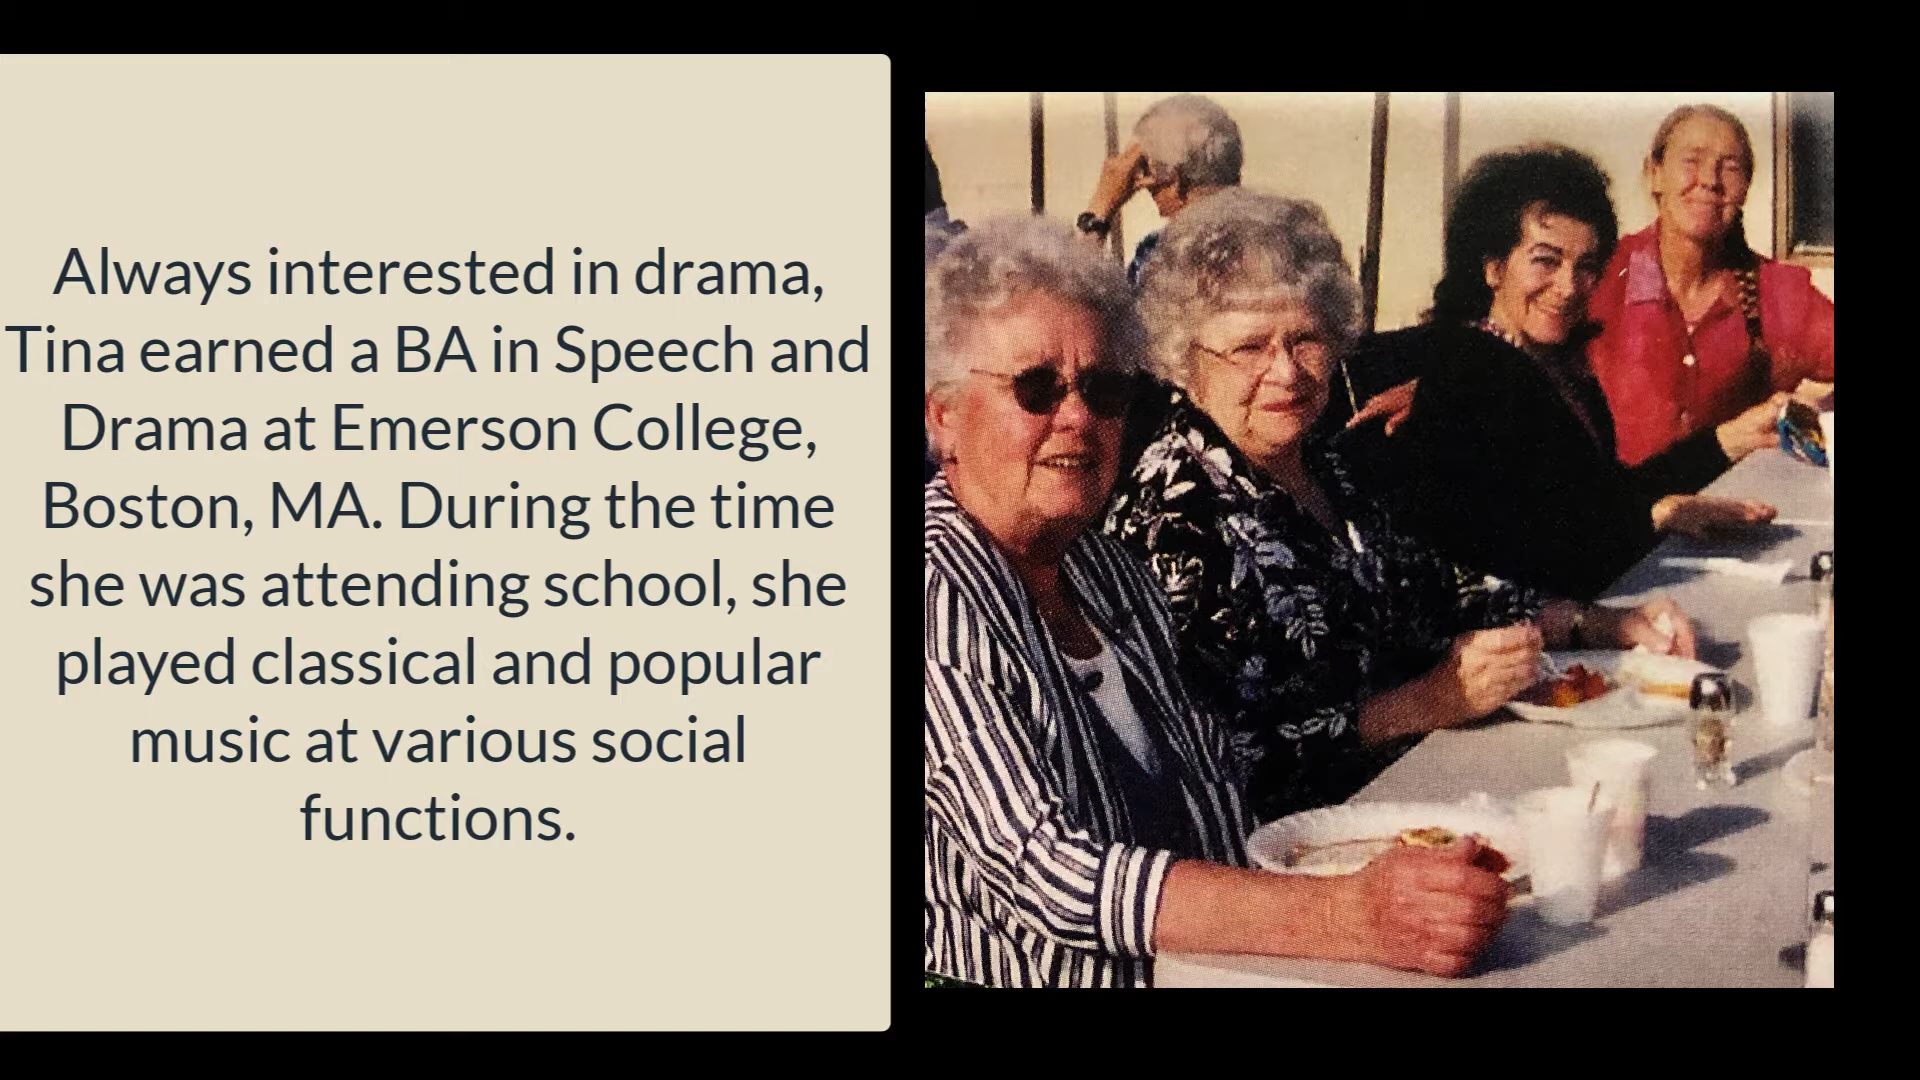 Always interested in drama,
Tina earned a BA in Speech and
Drama at Emerson College,
Boston, MA. During the time
she was attending school, she
played classical and popular
music at various social
functions.